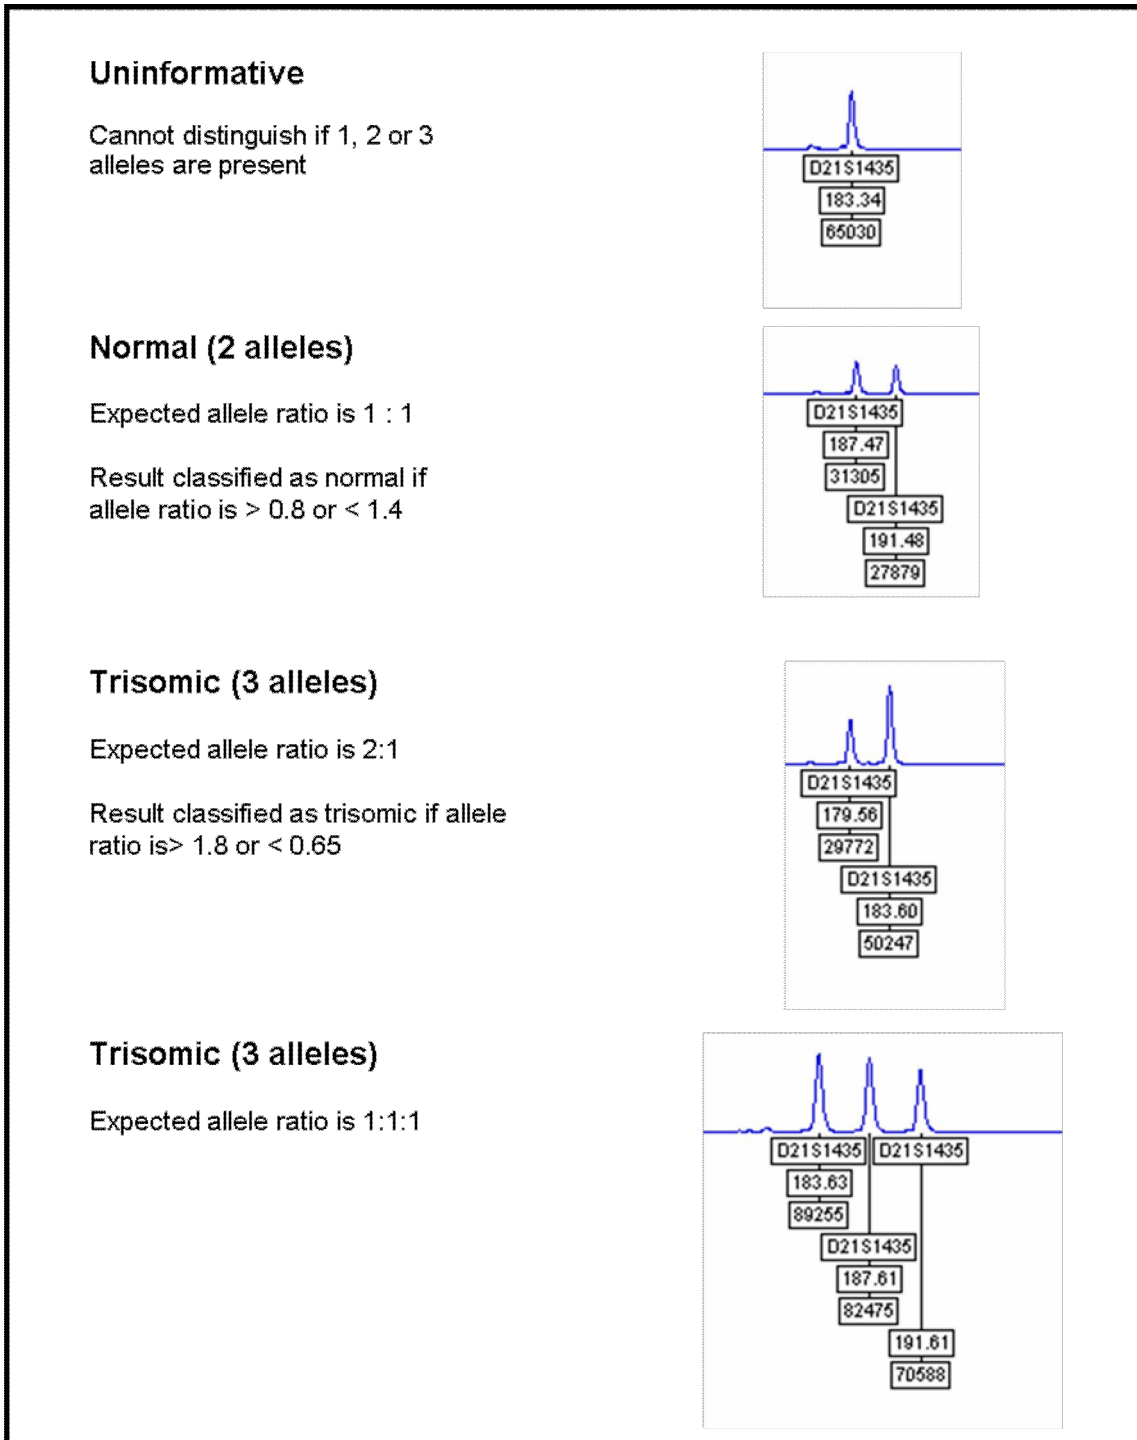 Uninformative
Cannot distinguish if 1, 2 or 3
alleles are present
D21S1435
183.34
65030
Normal (2 alleles)
Expected allele ratio is 1 : 1
Result classified as normal if
allele ratio is > 0.8 or < 1.4
D21S1435
187.47
31305
D21S1435
191.48
27879
Trisomic (3 alleles)
Expected allele ratio is 2:1
Result classified as trisomic if allele
ratio is> 1.8 or < 0.65
D21S1435
179.56
29772
D21S1435
183.60
50247
Trisomic (3 alleles)
Expected allele ratio is 1:1:1
D21S1435 D21S1435
183.63
89255
D21S1435
187.61
82475
191.61
70588